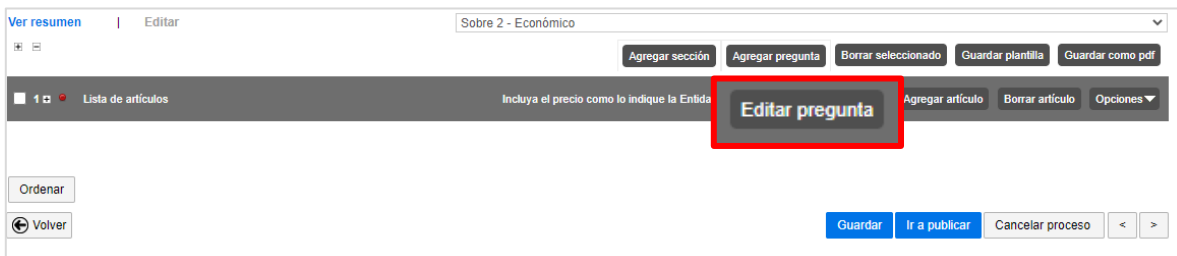 Ver resumen | Editar Sobre 2 - Económico
Agregar sección Agregar pregunta Borrar seleccionado Guardar plantilla Guardar como pdf
1 Lista de artículos Incluya el precio como lo indique la Entida Editar pregunta Agregar artículo Borrar artículo Opciones
Ordenar
Volver Guardar Ir a publicar Cancelar proceso < >